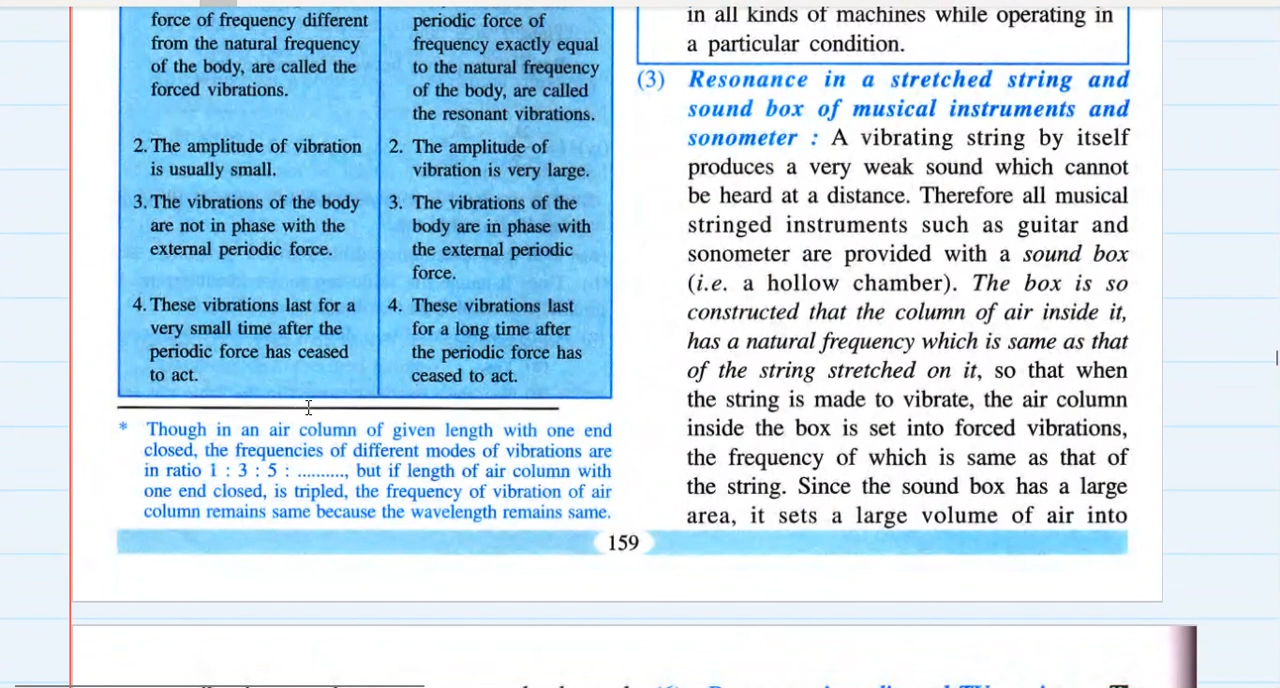 force of frequency different
from the natural frequency
of the body, are called the
forced vibrations.
2. The amplitude of vibration
is usually small.
3. The vibrations of the body
are not in phase with the
external periodic force.
4. These vibrations last for a
very small time after the
periodic force has ceased
to act.
periodic force of
frequency exactly equal
to the natural frequency
of the body, are called
the resonant vibrations.
2. The amplitude of
vibration is very large.
3. The vibrations of the
body are in phase with
the external periodic
force.
4. These vibrations last
for a long time after
the periodic force has
ceased to act.
* Though in an air column of given length with one end
closed, the frequencies of different modes of vibrations are
in ratio 1 : 3 : 5 : .........., but if length of air column with
one end closed, is tripled, the frequency of vibration of air
column remains same because the wavelength remains same.
in all kinds of machines while operating in
a particular condition.
(3) Resonance in a stretched string and
sound box of musical instruments and
sonometer : A vibrating string by itself
produces a very weak sound which cannot
be heard at a distance. Therefore all musical
stringed instruments such as guitar and
sonometer are provided with a sound box
(i.e. a hollow chamber). The box is so
constructed that the column of air inside it,
has a natural frequency which is same as that
of the string stretched on it, so that when
the string is made to vibrate, the air column
inside the box is set into forced vibrations,
the frequency of which is same as that of
the string. Since the sound box has a large
area, it sets a large volume of air into
159